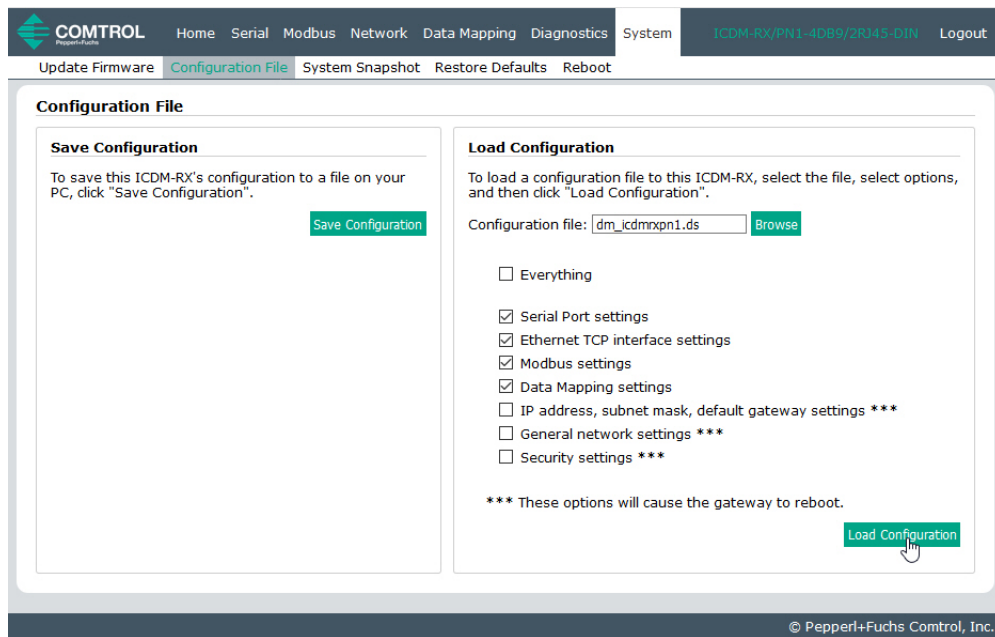 COMTROL
Pepperl+Fuchs
Home Serial Modbus Network Data Mapping Diagnostics System ICDM-RX/PN1-4DB9/2RJ45-DIN Logout
Update Firmware Configuration File System Snapshot Restore Defaults Reboot
Configuration File
Save Configuration
To save this ICDM-RX's configuration to a file on your
PC, click "Save Configuration".
Save Configuration
Load Configuration
To load a configuration file to this ICDM-RX, select the file, select options,
and then click "Load Configuration".
Configuration file: dm_icdmrxpn1.ds Browse
Everything
Serial Port settings
Ethernet TCP interface settings
Modbus settings
Data Mapping settings
IP address, subnet mask, default gateway settings ***
General network settings ***
Security settings ***
*** These options will cause the gateway to reboot.
Load Configuration
© Pepperl+Fuchs Comtrol, Inc.